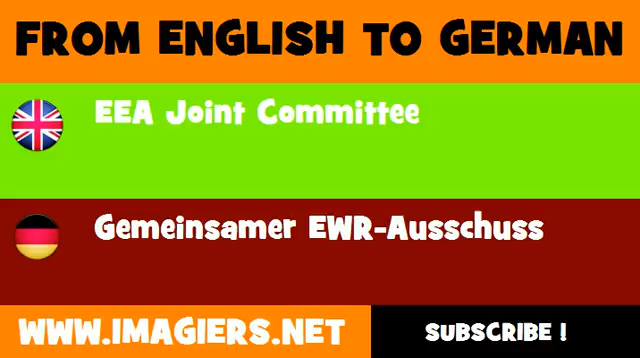 FROM ENGLISH TO GERMAN
EEA Joint Committee
Gemeinsamer EWR-Ausschuss
WWW.IMAGIERS.NET
SUBSCRIBE !